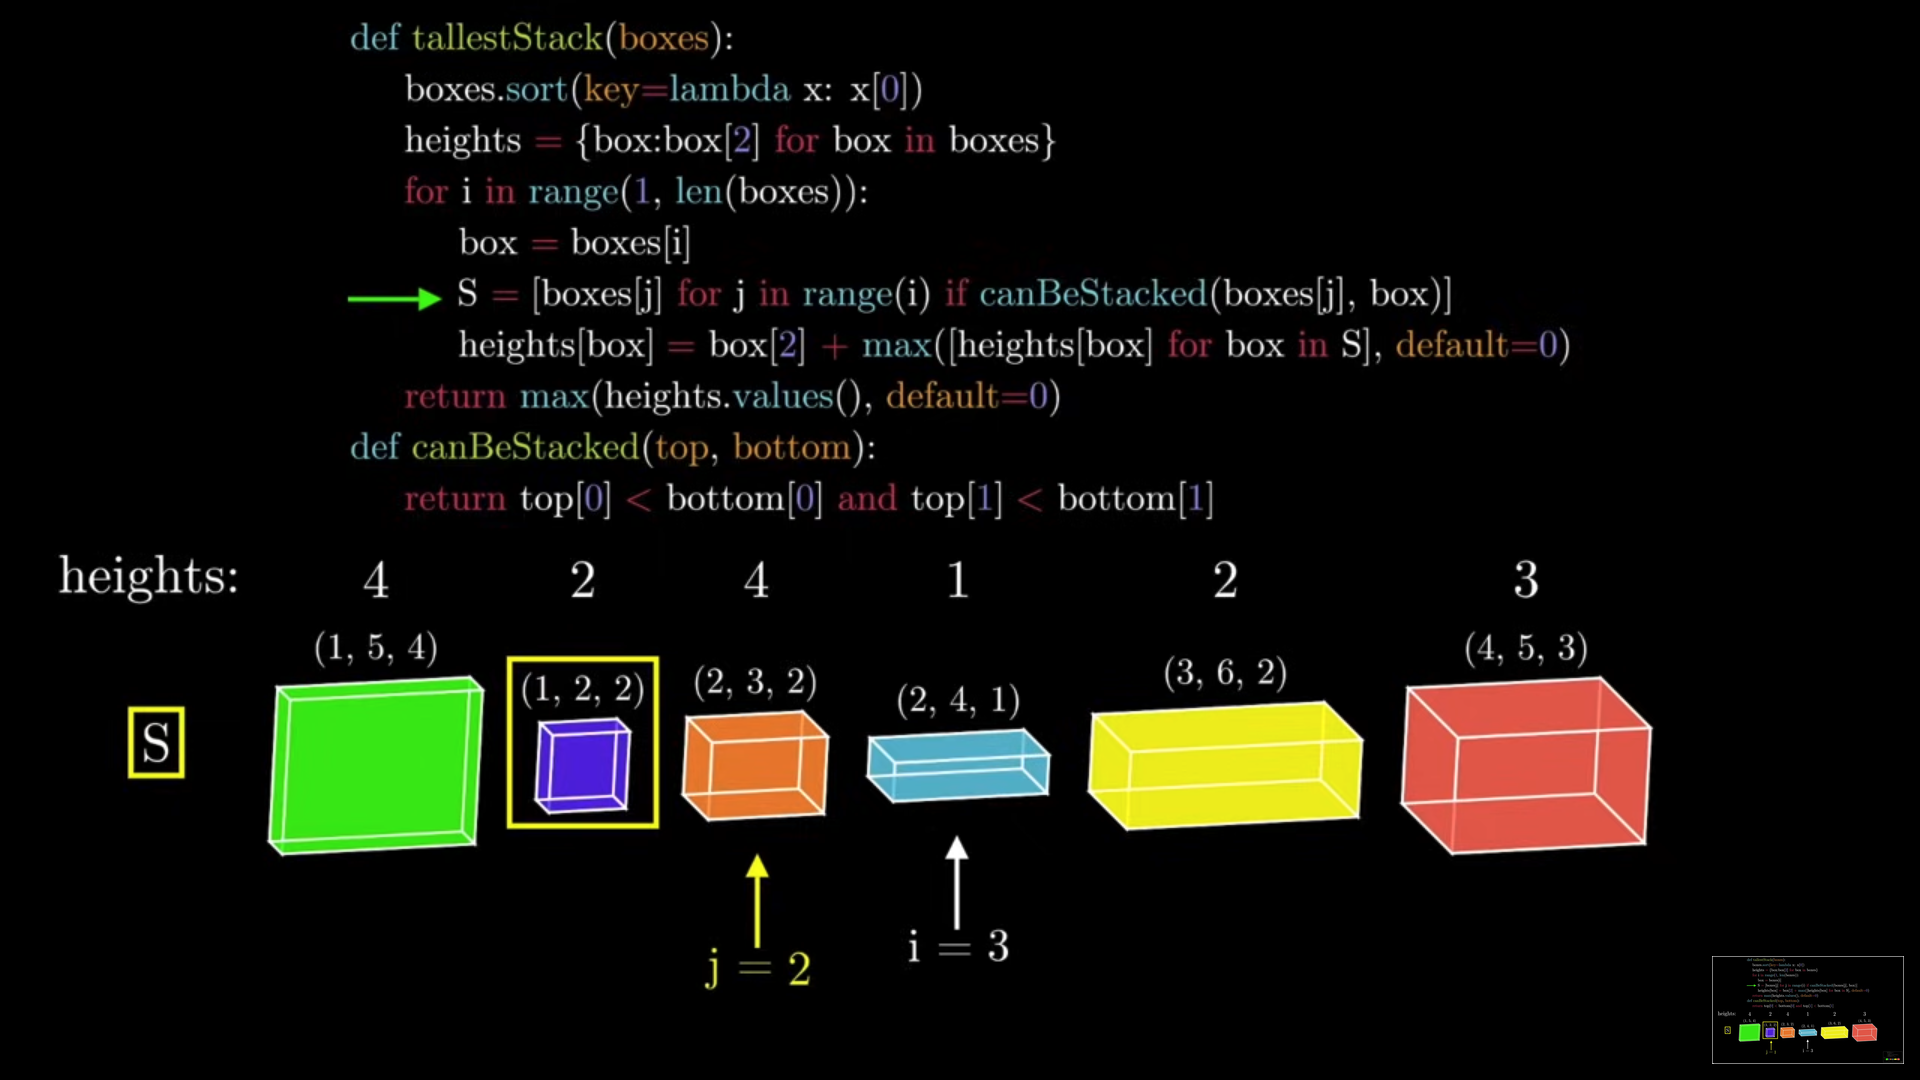 def tallestStack(boxes):
boxes.sort(key=lambda x: x[0])
heights = {box:box[2] for box in boxes}
for i in range(1, len(boxes)):
box = boxes[i]
S = [boxes[j] for j in range(i) if canBeStacked(boxes[j], box)]
heights[box] = box[2] + max([heights[box] for box in S], default=0)
return max(heights.values(), default=0)
def canBeStacked(top, bottom):
return top[0] < bottom[0] and top[1] < bottom[1]
heights: 4 2 4 1 2 3
(1, 5, 4) (1, 2, 2) (2, 3, 2) (2, 4, 1) (3, 6, 2) (4, 5, 3)
S
j = 2 i = 3